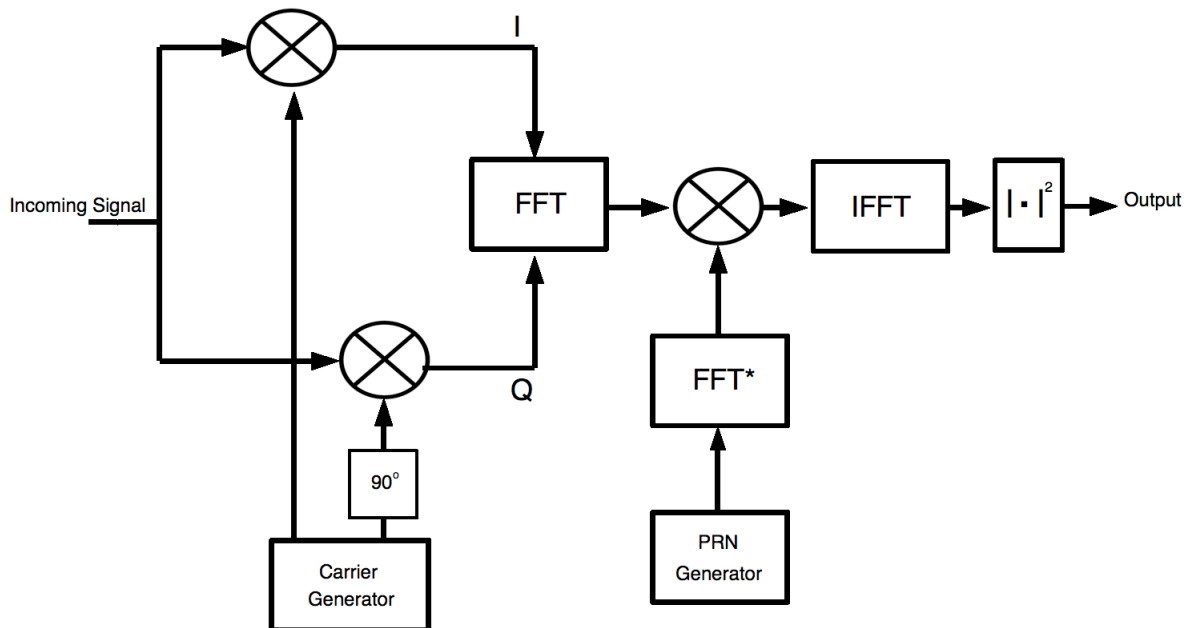 I
Incoming Signal
FFT
IFFT
|·|²
Output
Q
FFT*
90°
Carrier
Generator
PRN
Generator